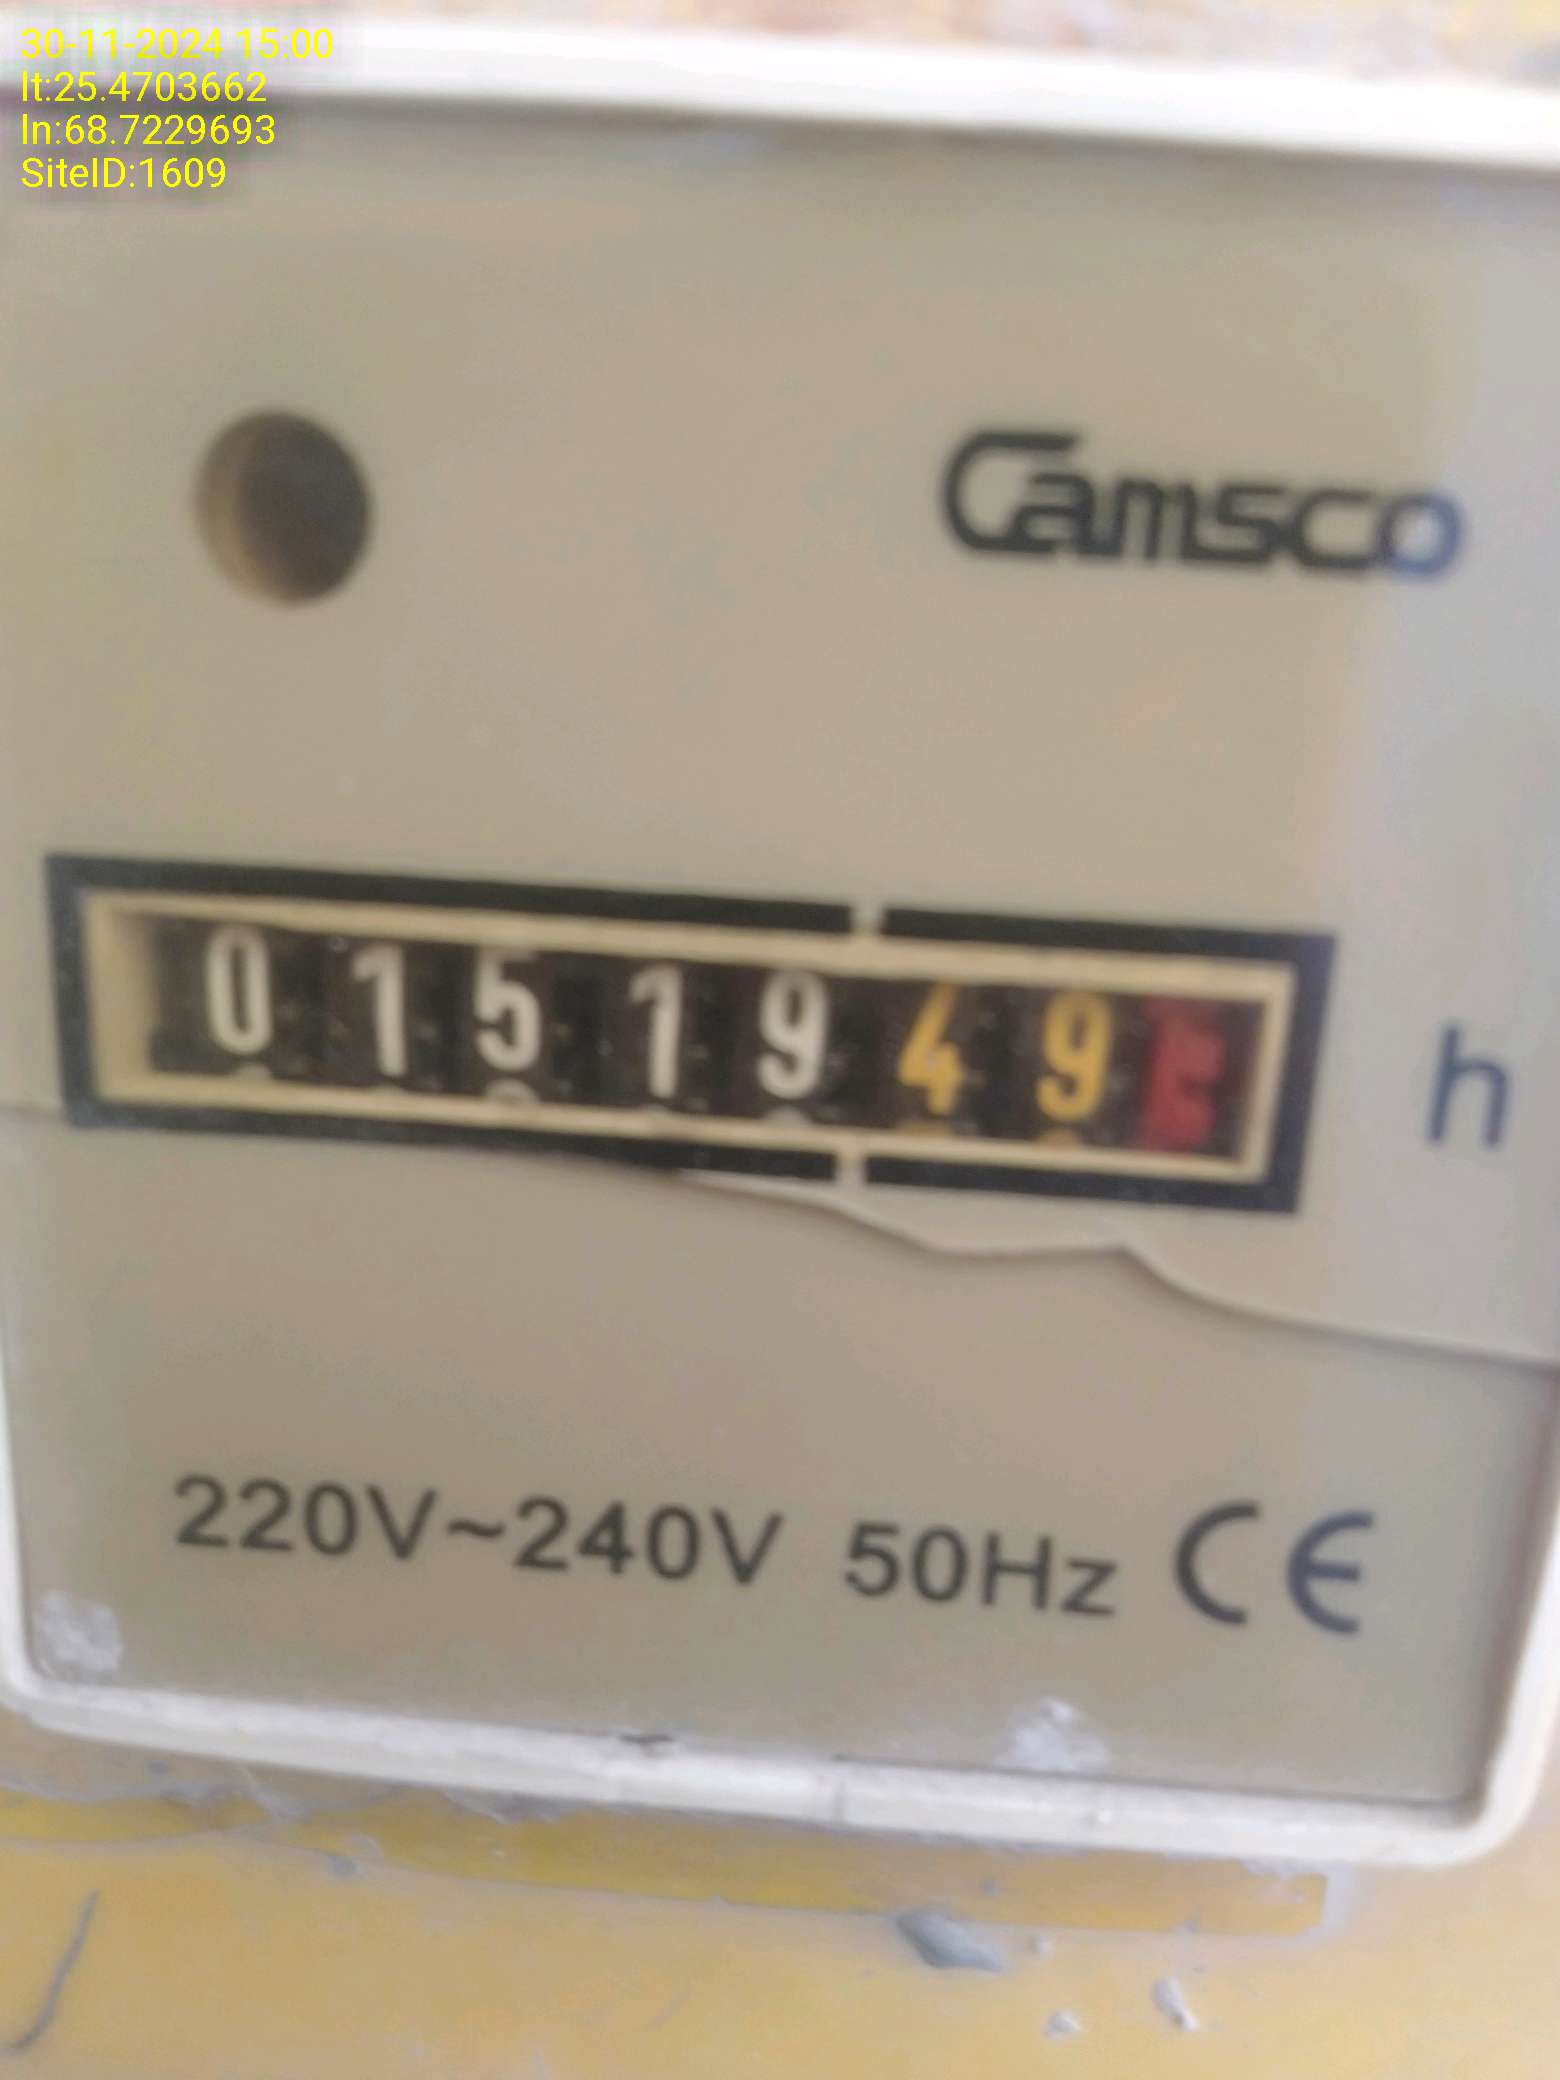 30-11-2024 15:00
lt:25.4703662
ln:68.7229693
SiteID:1609
Camsco
0151949
h
220V~240V 50Hz CE